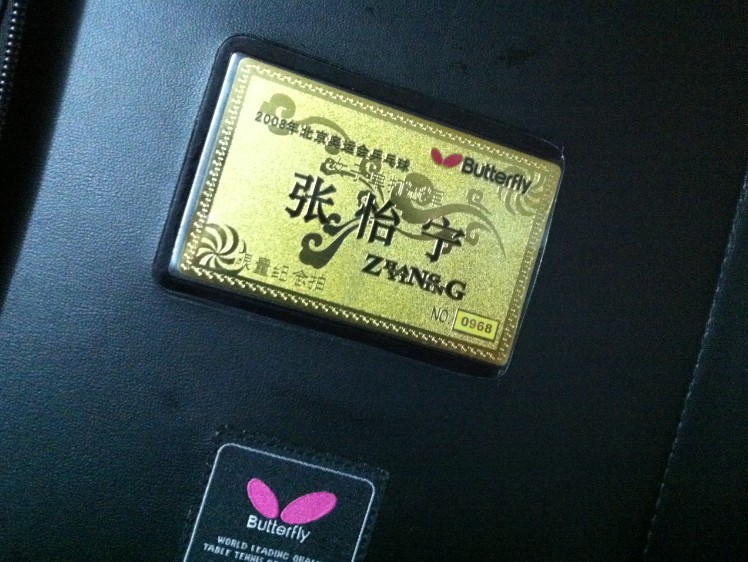 2008年北京奥运会乒乓球
Butterfly
张怡宁
限量纪念拍
NO. 0968
Butterfly
WORLD LEADING
TABLE TENNIS